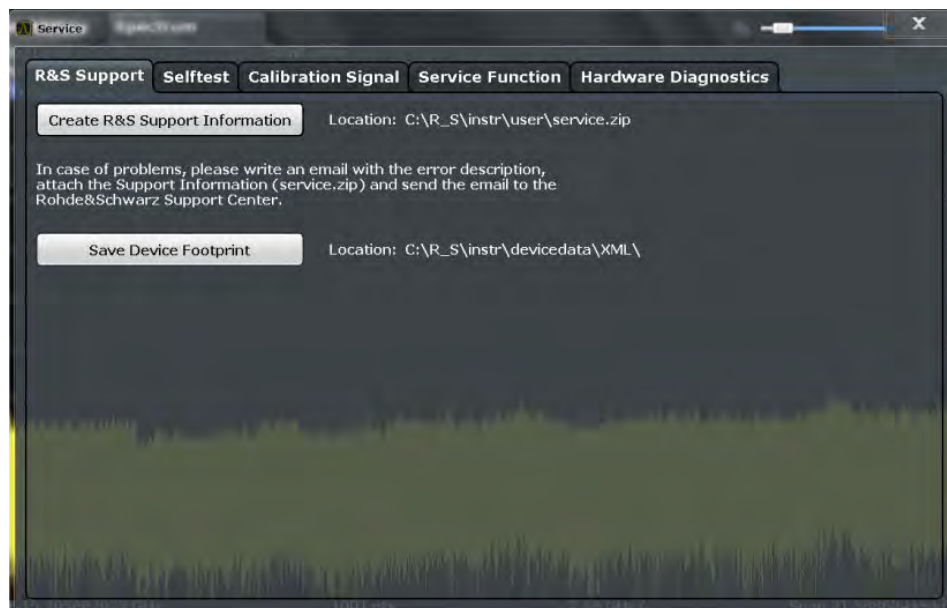 Service
Spectrum
X
R&S Support
Selftest
Calibration Signal
Service Function
Hardware Diagnostics
Create R&S Support Information
Location: C:\R_S\instr\user\service.zip
In case of problems, please write an email with the error description,
attach the Support Information (service.zip) and send the email to the
Rohde&Schwarz Support Center.
Save Device Footprint
Location: C:\R_S\instr\devicedata\XML\